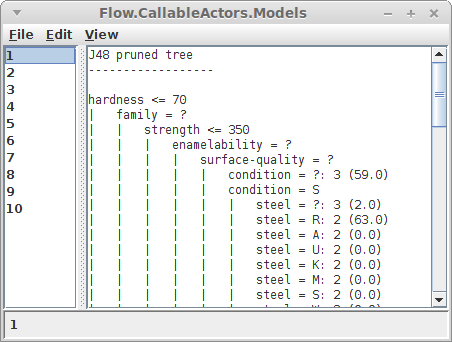 Flow.CallableActors.Models
File Edit View
1
2
3
4
5
6
7
8
9
10
J48 pruned tree
------------------
hardness <= 70
|   family = ?
|   |   strength <= 350
|   |   |   enamelability = ?
|   |   |   |   surface-quality = ?
|   |   |   |   |   condition = ?: 3 (59.0)
|   |   |   |   |   condition = S
|   |   |   |   |   |   steel = ?: 3 (2.0)
|   |   |   |   |   |   steel = R: 2 (63.0)
|   |   |   |   |   |   steel = A: 2 (0.0)
|   |   |   |   |   |   steel = U: 2 (0.0)
|   |   |   |   |   |   steel = K: 2 (0.0)
|   |   |   |   |   |   steel = M: 2 (0.0)
|   |   |   |   |   |   steel = S: 2 (0.0)
1